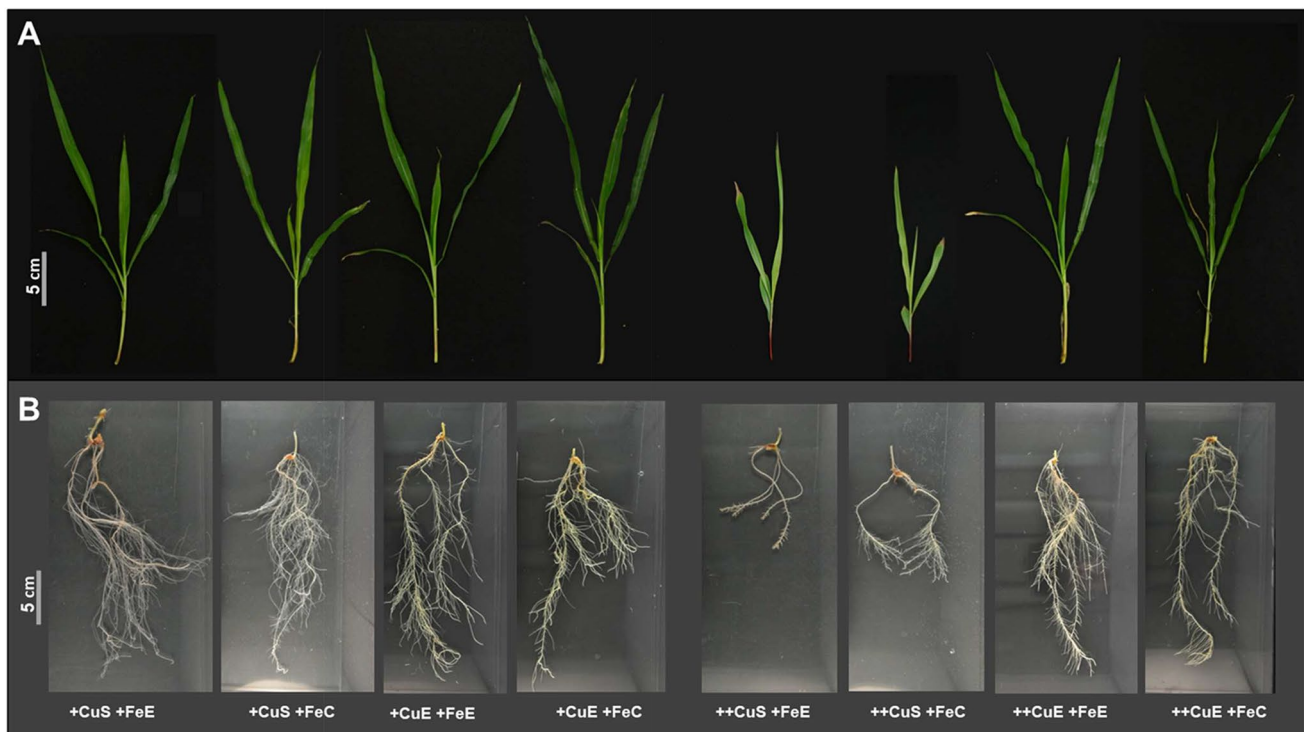 A
5 cm
B
5 cm
+CuS +FeE
+CuS +FeC
+CuE +FeE
+CuE +FeC
++CuS +FeE
++CuS +FeC
++CuE +FeE
++CuE +FeC